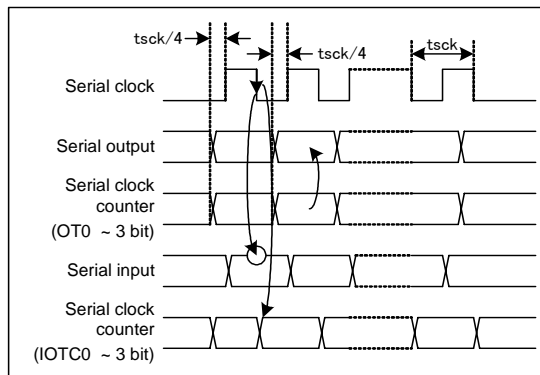 tsck/4
tsck/4
tsck
Serial clock
Serial output
Serial clock
counter
(OT0 ~ 3 bit)
Serial input
Serial clock
counter
(IOTC0 ~ 3 bit)